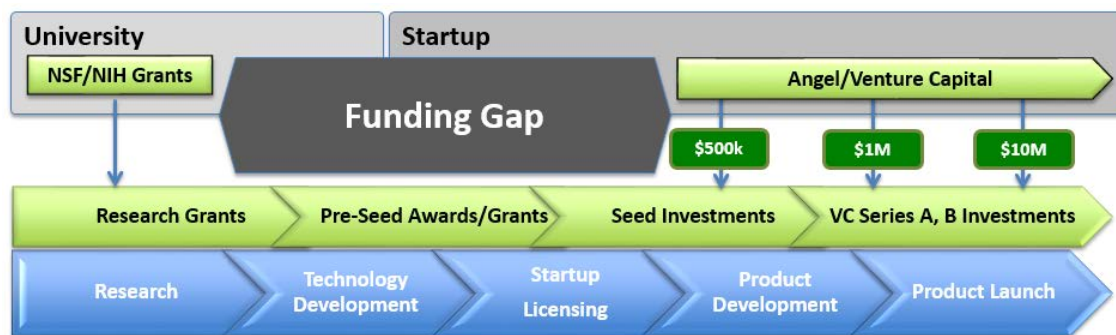 University
Startup
NSF/NIH Grants
Angel/Venture Capital
Funding Gap
$500k
$1M
$10M
Research Grants
Pre-Seed Awards/Grants
Seed Investments
VC Series A, B Investments
Research
Technology
Development
Startup
Licensing
Product
Development
Product Launch